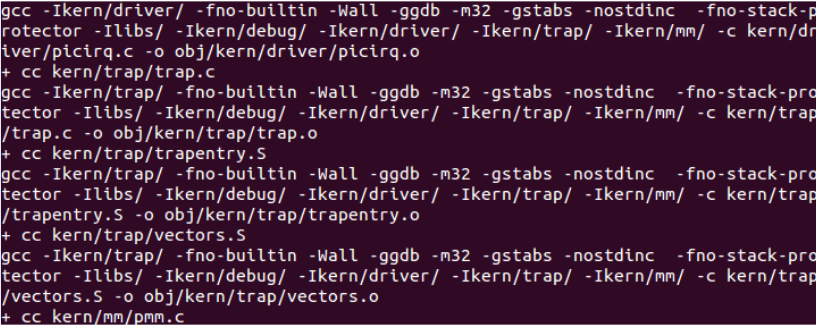 gcc -Ikern/driver/ -fno-builtin -Wall -ggdb -m32 -gstabs -nostdinc  -fno-stack-p
rotector -Ilibs/ -Ikern/debug/ -Ikern/driver/ -Ikern/trap/ -Ikern/mm/ -c kern/dr
iver/picirq.c -o obj/kern/driver/picirq.o
+ cc kern/trap/trap.c
gcc -Ikern/trap/ -fno-builtin -Wall -ggdb -m32 -gstabs -nostdinc  -fno-stack-pro
tector -Ilibs/ -Ikern/debug/ -Ikern/driver/ -Ikern/trap/ -Ikern/mm/ -c kern/trap
/trap.c -o obj/kern/trap/trap.o
+ cc kern/trap/trapentry.S
gcc -Ikern/trap/ -fno-builtin -Wall -ggdb -m32 -gstabs -nostdinc  -fno-stack-pro
tector -Ilibs/ -Ikern/debug/ -Ikern/driver/ -Ikern/trap/ -Ikern/mm/ -c kern/trap
/trapentry.S -o obj/kern/trap/trapentry.o
+ cc kern/trap/vectors.S
gcc -Ikern/trap/ -fno-builtin -Wall -ggdb -m32 -gstabs -nostdinc  -fno-stack-pro
tector -Ilibs/ -Ikern/debug/ -Ikern/driver/ -Ikern/trap/ -Ikern/mm/ -c kern/trap
/vectors.S -o obj/kern/trap/vectors.o
+ cc kern/mm/pmm.c